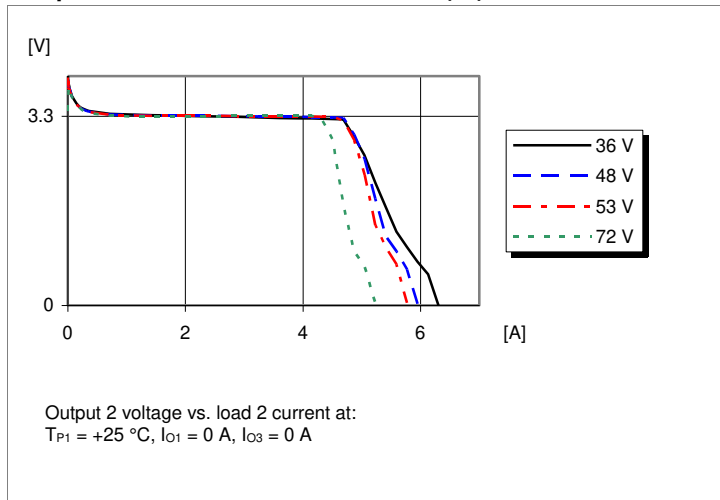 [V]
3.3
0
0 2 4 6 [A]
36 V
48 V
53 V
72 V
Output 2 voltage vs. load 2 current at:
TP1 = +25 °C, IO1 = 0 A, IO3 = 0 A